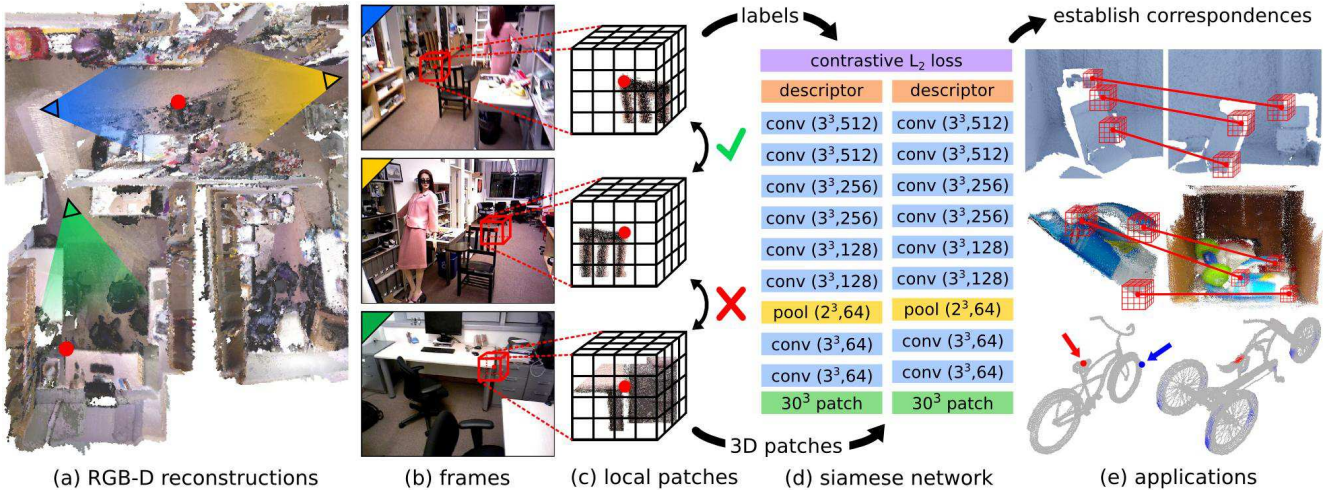 labels
establish correspondences
contrastive L₂ loss
descriptor descriptor
conv (3³,512) conv (3³,512)
conv (3³,512) conv (3³,512)
conv (3³,256) conv (3³,256)
conv (3³,256) conv (3³,256)
conv (3³,128) conv (3³,128)
conv (3³,128) conv (3³,128)
pool (2³,64) pool (2³,64)
conv (3³,64) conv (3³,64)
conv (3³,64) conv (3³,64)
30³ patch 30³ patch
3D patches
(a) RGB-D reconstructions
(b) frames
(c) local patches
(d) siamese network
(e) applications